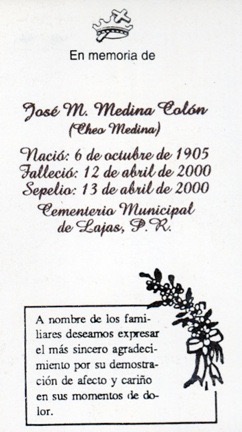 En memoria de
José M. Medina Colón
(Cheo Medina)
Nació: 6 de octubre de 1905
Falleció: 12 de abril de 2000
Sepelio: 13 de abril de 2000
Cementerio Municipal
de Lajas, P.R.
A nombre de los fami-
liares deseamos expresar
el más sincero agradeci-
miento por su demostra-
ción de afecto y cariño
en sus momentos de do-
lor.